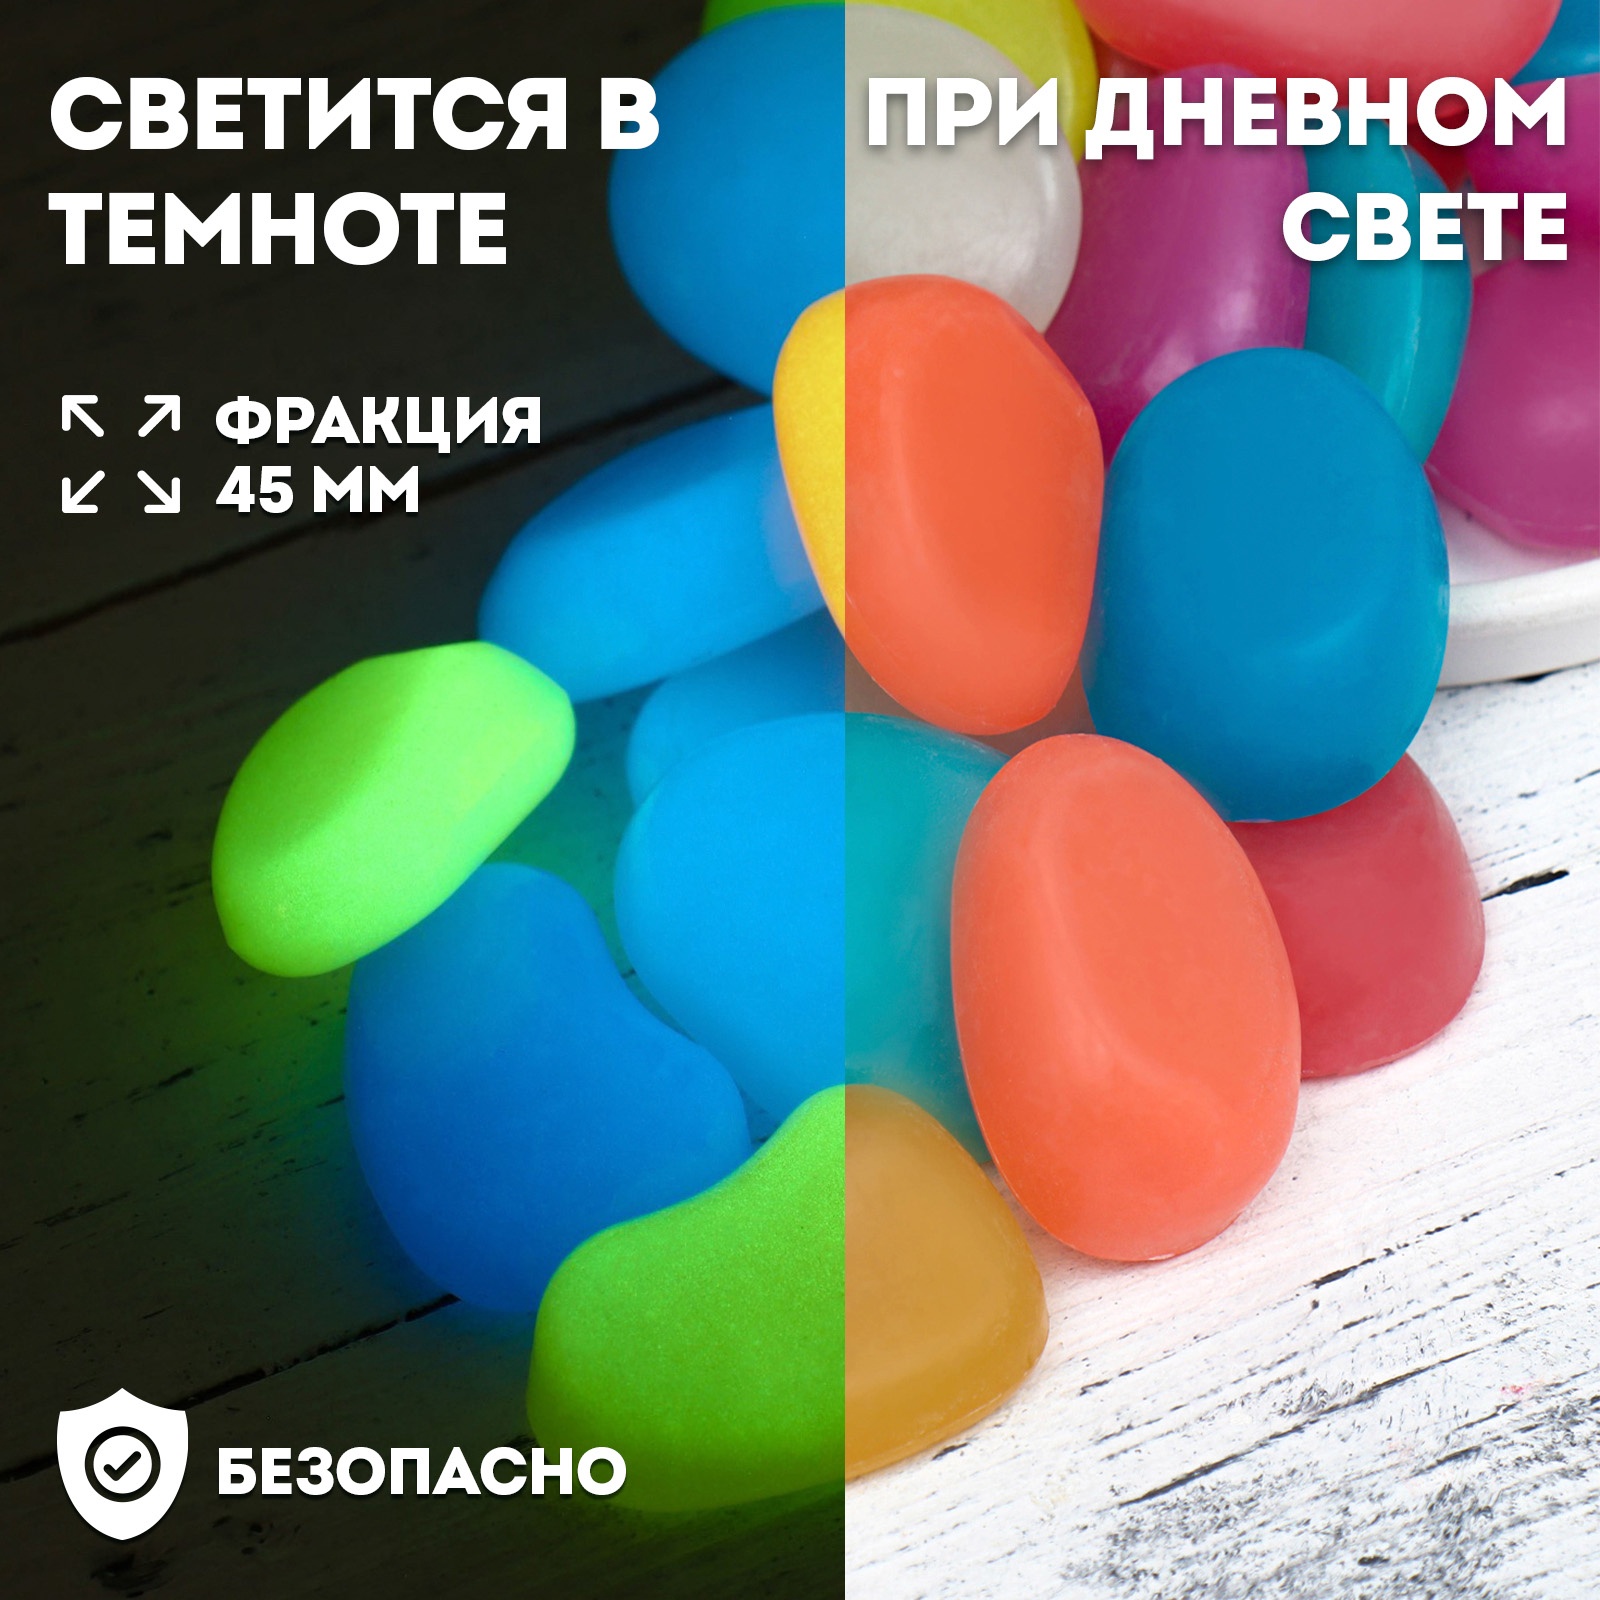 СВЕТИТСЯ В
ТЕМНОТЕ
ПРИ ДНЕВНОМ
СВЕТЕ
ФРАКЦИЯ
45 ММ
БЕЗОПАСНО